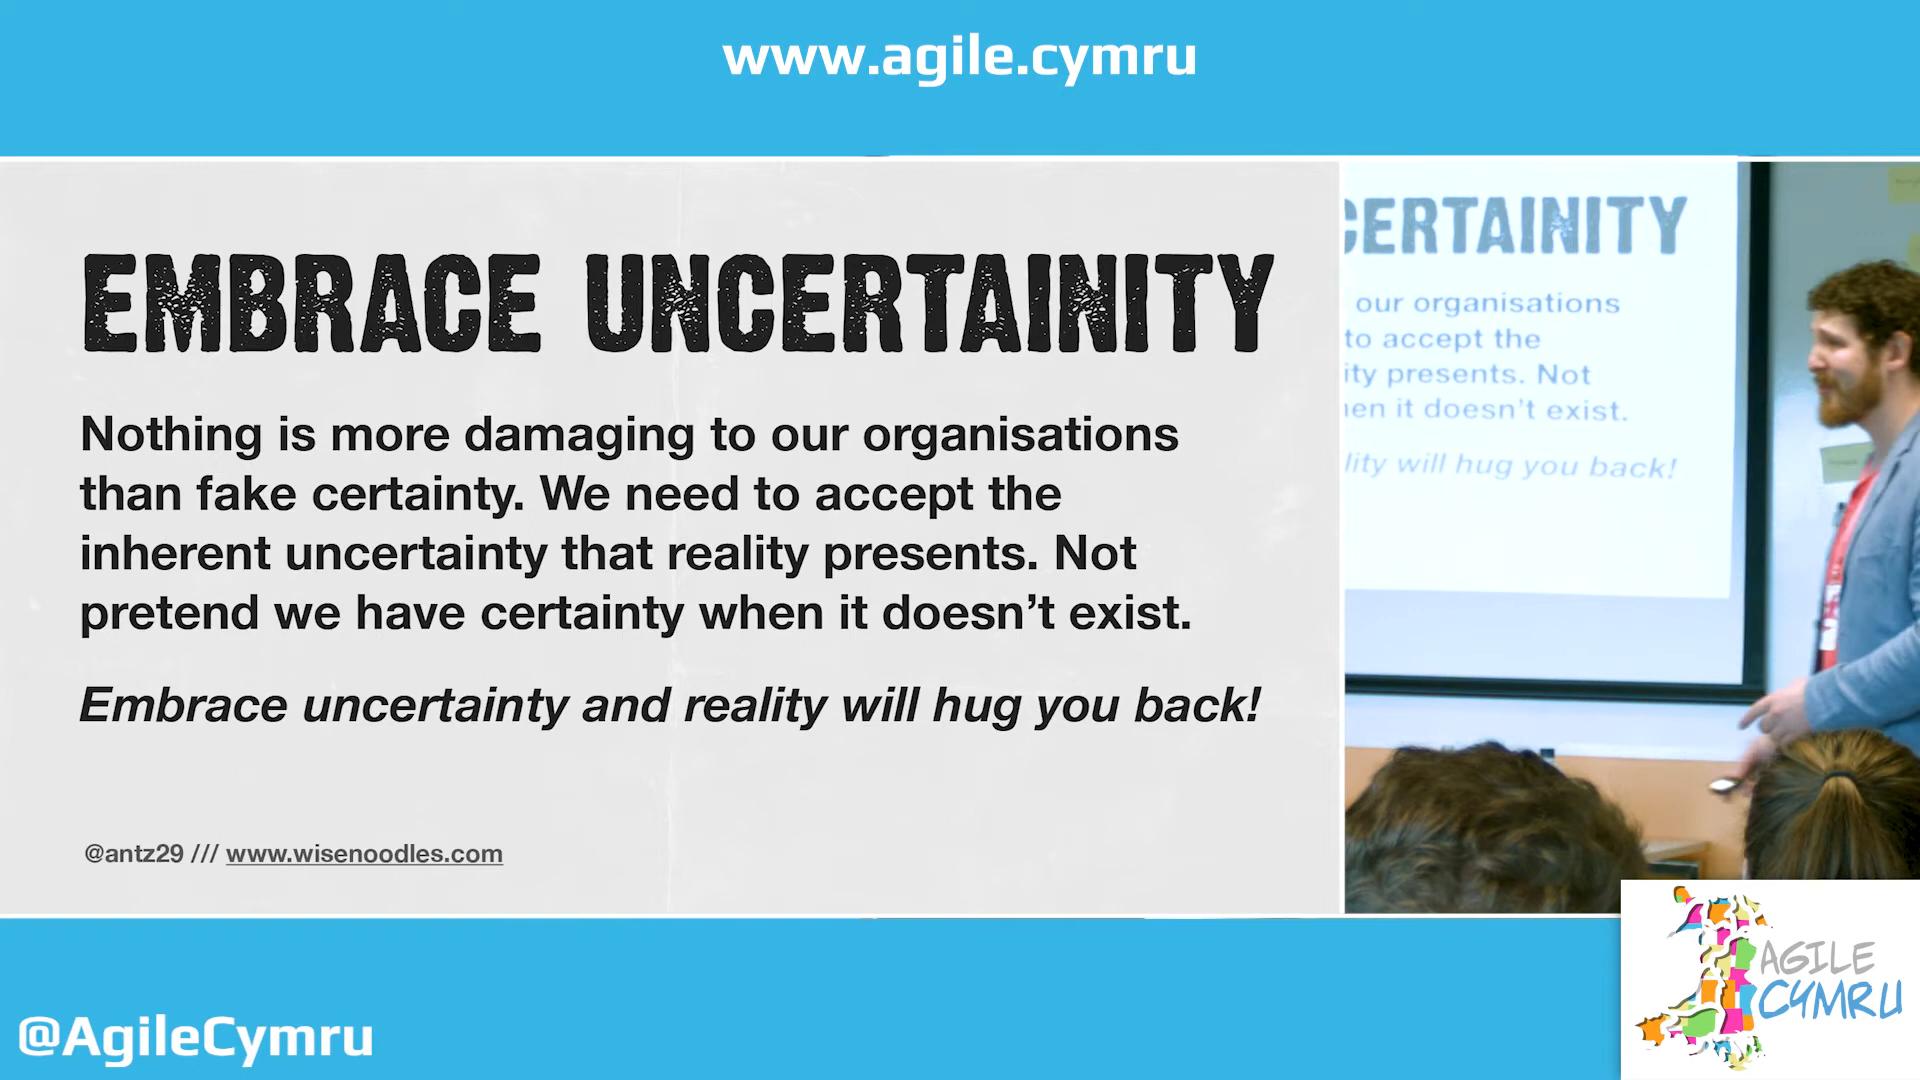 www.agile.cymru
EMBRACE UNCERTAINITY
Nothing is more damaging to our organisations
than fake certainty. We need to accept the
inherent uncertainty that reality presents. Not
pretend we have certainty when it doesn't exist.
Embrace uncertainty and reality will hug you back!
@antz29 /// www.wisenoodles.com
CERTAINITY
our organisations
to accept the
ity presents. Not
en it doesn't exist.
lity will hug you back!
@AgileCymru
AGILE
CYMRU